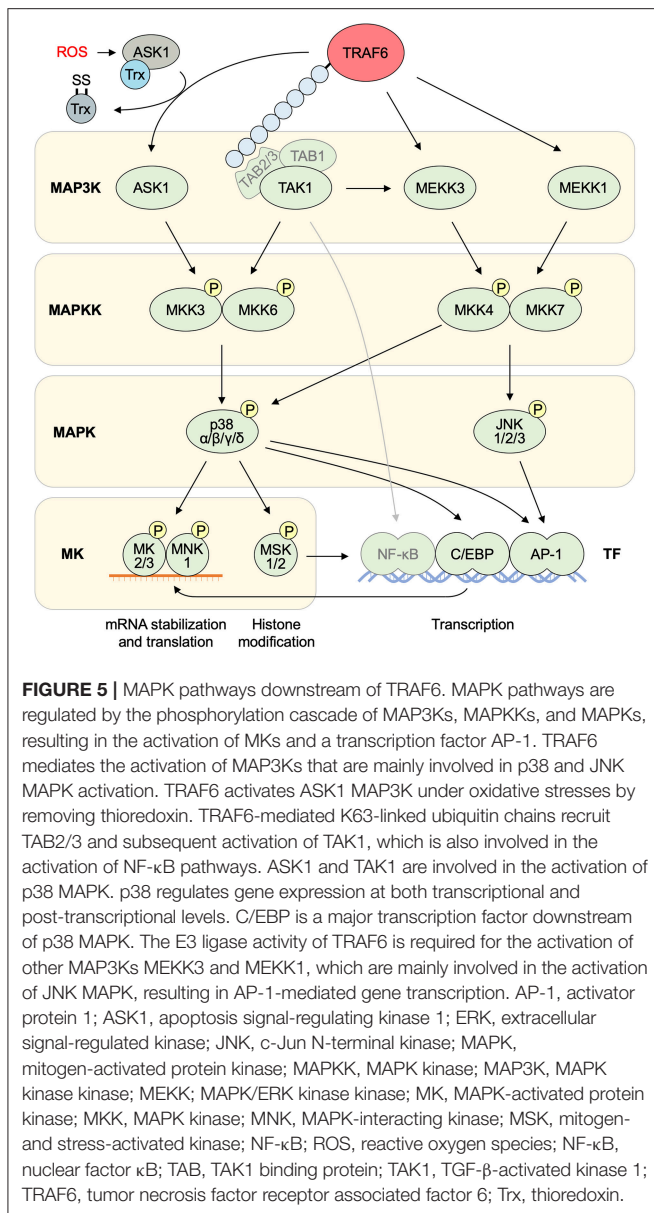 ROS
ASK1
Trx
SS
Trx
TRAF6
MAP3K
ASK1
TAB2/3
TAB1
TAK1
MEKK3
MEKK1
MAPKK
P
MKK3
P
MKK6
P
MKK4
P
MKK7
MAPK
P
p38
α/β/γ/δ
P
JNK
1/2/3
MK
P
MK
2/3
P
MNK
1
P
MSK
1/2
NF-κB
C/EBP
AP-1
TF
mRNA stabilization
and translation
Histone
modification
Transcription
FIGURE 5 | MAPK pathways downstream of TRAF6. MAPK pathways are
regulated by the phosphorylation cascade of MAP3Ks, MAPKKs, and MAPKs,
resulting in the activation of MKs and a transcription factor AP-1. TRAF6
mediates the activation of MAP3Ks that are mainly involved in p38 and JNK
MAPK activation. TRAF6 activates ASK1 MAP3K under oxidative stresses by
removing thioredoxin. TRAF6-mediated K63-linked ubiquitin chains recruit
TAB2/3 and subsequent activation of TAK1, which is also involved in the
activation of NF-κB pathways. ASK1 and TAK1 are involved in the activation of
p38 MAPK. p38 regulates gene expression at both transcriptional and
post-transcriptional levels. C/EBP is a major transcription factor downstream
of p38 MAPK. The E3 ligase activity of TRAF6 is required for the activation of
other MAP3Ks MEKK3 and MEKK1, which are mainly involved in the activation
of JNK MAPK, resulting in AP-1-mediated gene transcription. AP-1, activator
protein 1; ASK1, apoptosis signal-regulating kinase 1; ERK, extracellular
signal-regulated kinase; JNK, c-Jun N-terminal kinase; MAPK,
mitogen-activated protein kinase; MAPKK, MAPK kinase; MAP3K, MAPK
kinase kinase; MEKK; MAPK/ERK kinase kinase; MK, MAPK-activated protein
kinase; MKK, MAPK kinase; MNK, MAPK-interacting kinase; MSK, mitogen-
and stress-activated kinase; NF-κB; ROS, reactive oxygen species; NF-κB,
nuclear factor κB; TAB, TAK1 binding protein; TAK1, TGF-β-activated kinase 1;
TRAF6, tumor necrosis factor receptor associated factor 6; Trx, thioredoxin.